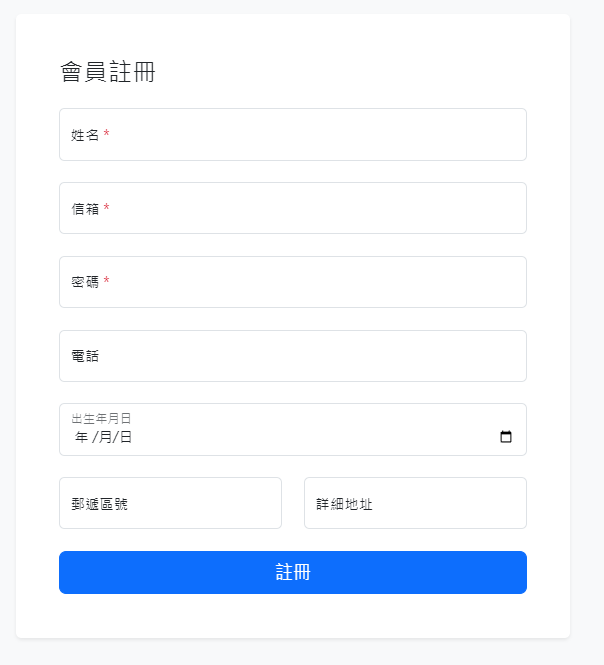 會員註冊
姓名 *
信箱 *
密碼 *
電話
出生年月日
年 /月/日
郵遞區號
詳細地址
註冊